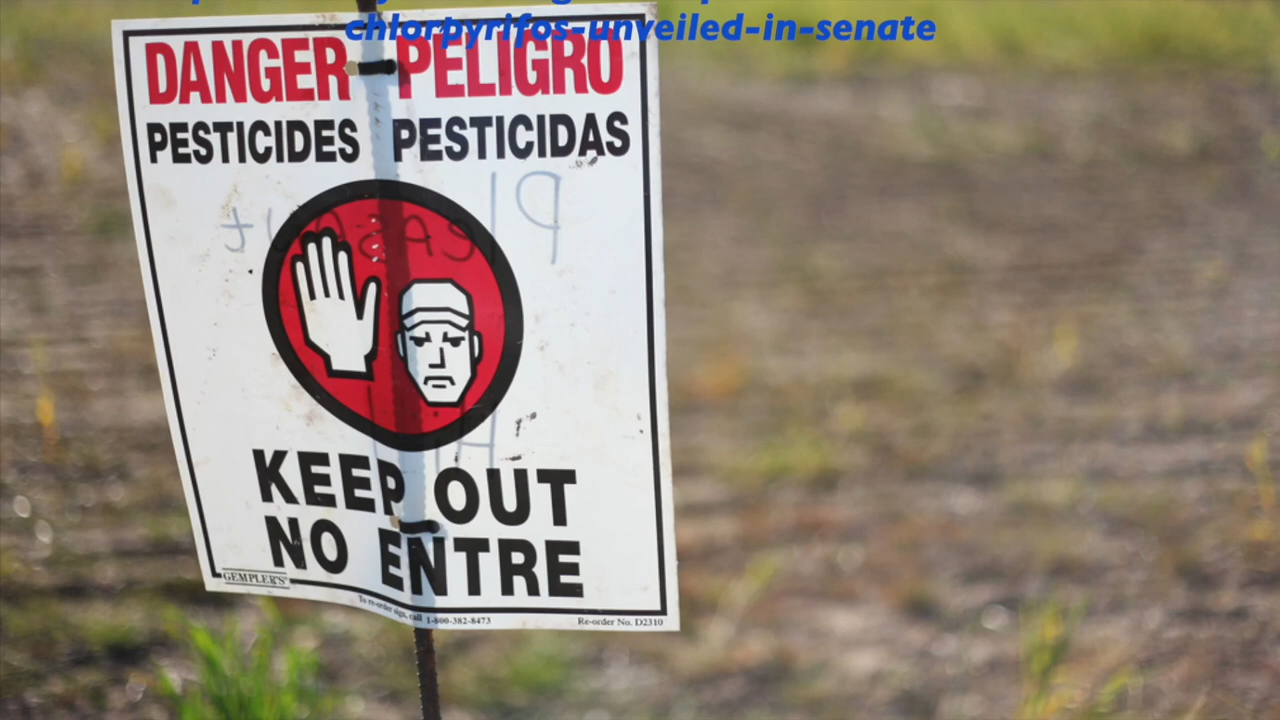 chlorpyrifos-unveiled-in-senate
DANGER PELIGRO
PESTICIDES PESTICIDAS
KEEP OUT
NO ENTRE
GEMPLER'S
To re-order sign, call 1-800-382-8473
Re-order No. D2310